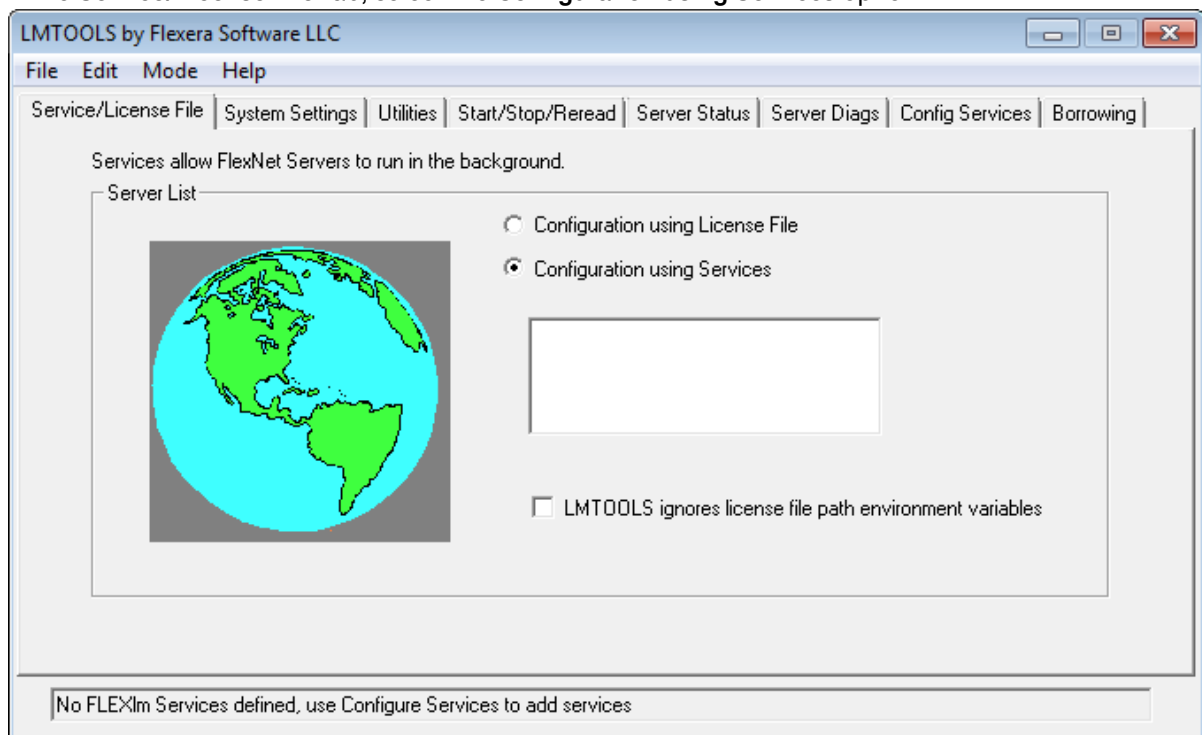 LMTOOLS by Flexera Software LLC
File Edit Mode Help
Service/License File System Settings Utilities Start/Stop/Reread Server Status Server Diags Config Services Borrowing
Services allow FlexNet Servers to run in the background.
Server List
Configuration using License File
Configuration using Services
LMTOOLS ignores license file path environment variables
No FLEXlm Services defined, use Configure Services to add services